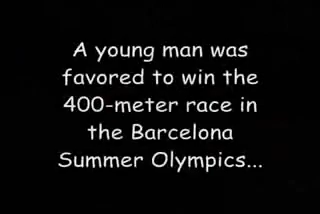 A young man was
favored to win the
400-meter race in
the Barcelona
Summer Olympics...